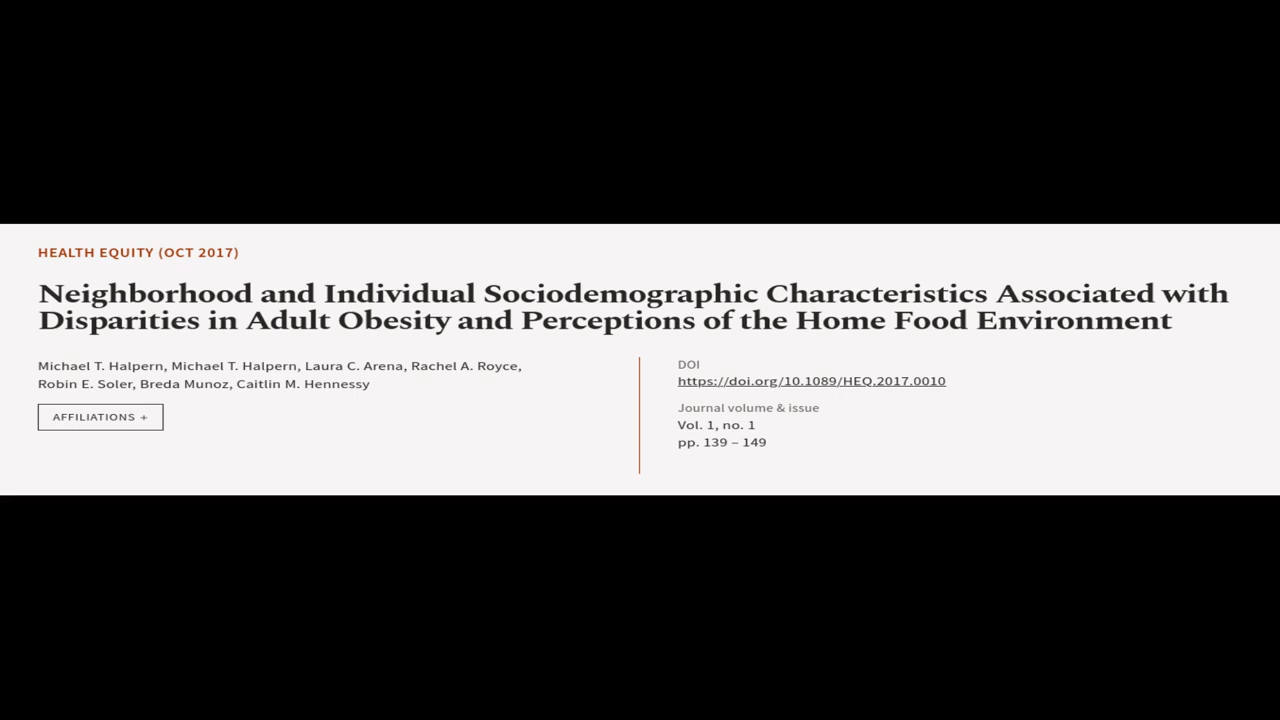 HEALTH EQUITY (OCT 2017)
Neighborhood and Individual Sociodemographic Characteristics Associated with
Disparities in Adult Obesity and Perceptions of the Home Food Environment
Michael T. Halpern, Michael T. Halpern, Laura C. Arena, Rachel A. Royce,
Robin E. Soler, Breda Munoz, Caitlin M. Hennessy
AFFILIATIONS +
DOI
https://doi.org/10.1089/HEQ.2017.0010
Journal volume & issue
Vol. 1, no. 1
pp. 139 – 149